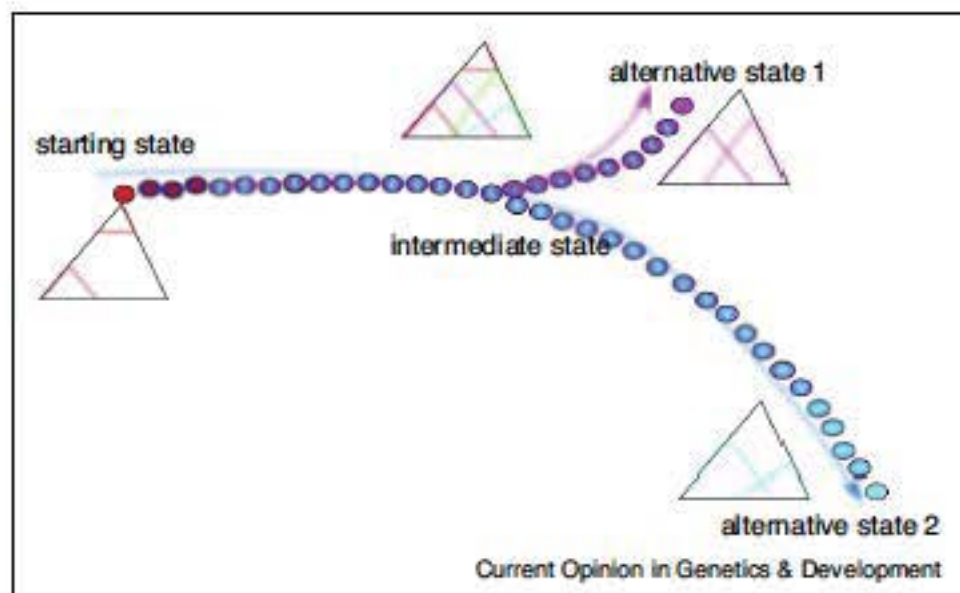 alternative state 1
starting state
intermediate state
alternative state 2
Current Opinion in Genetics & Development